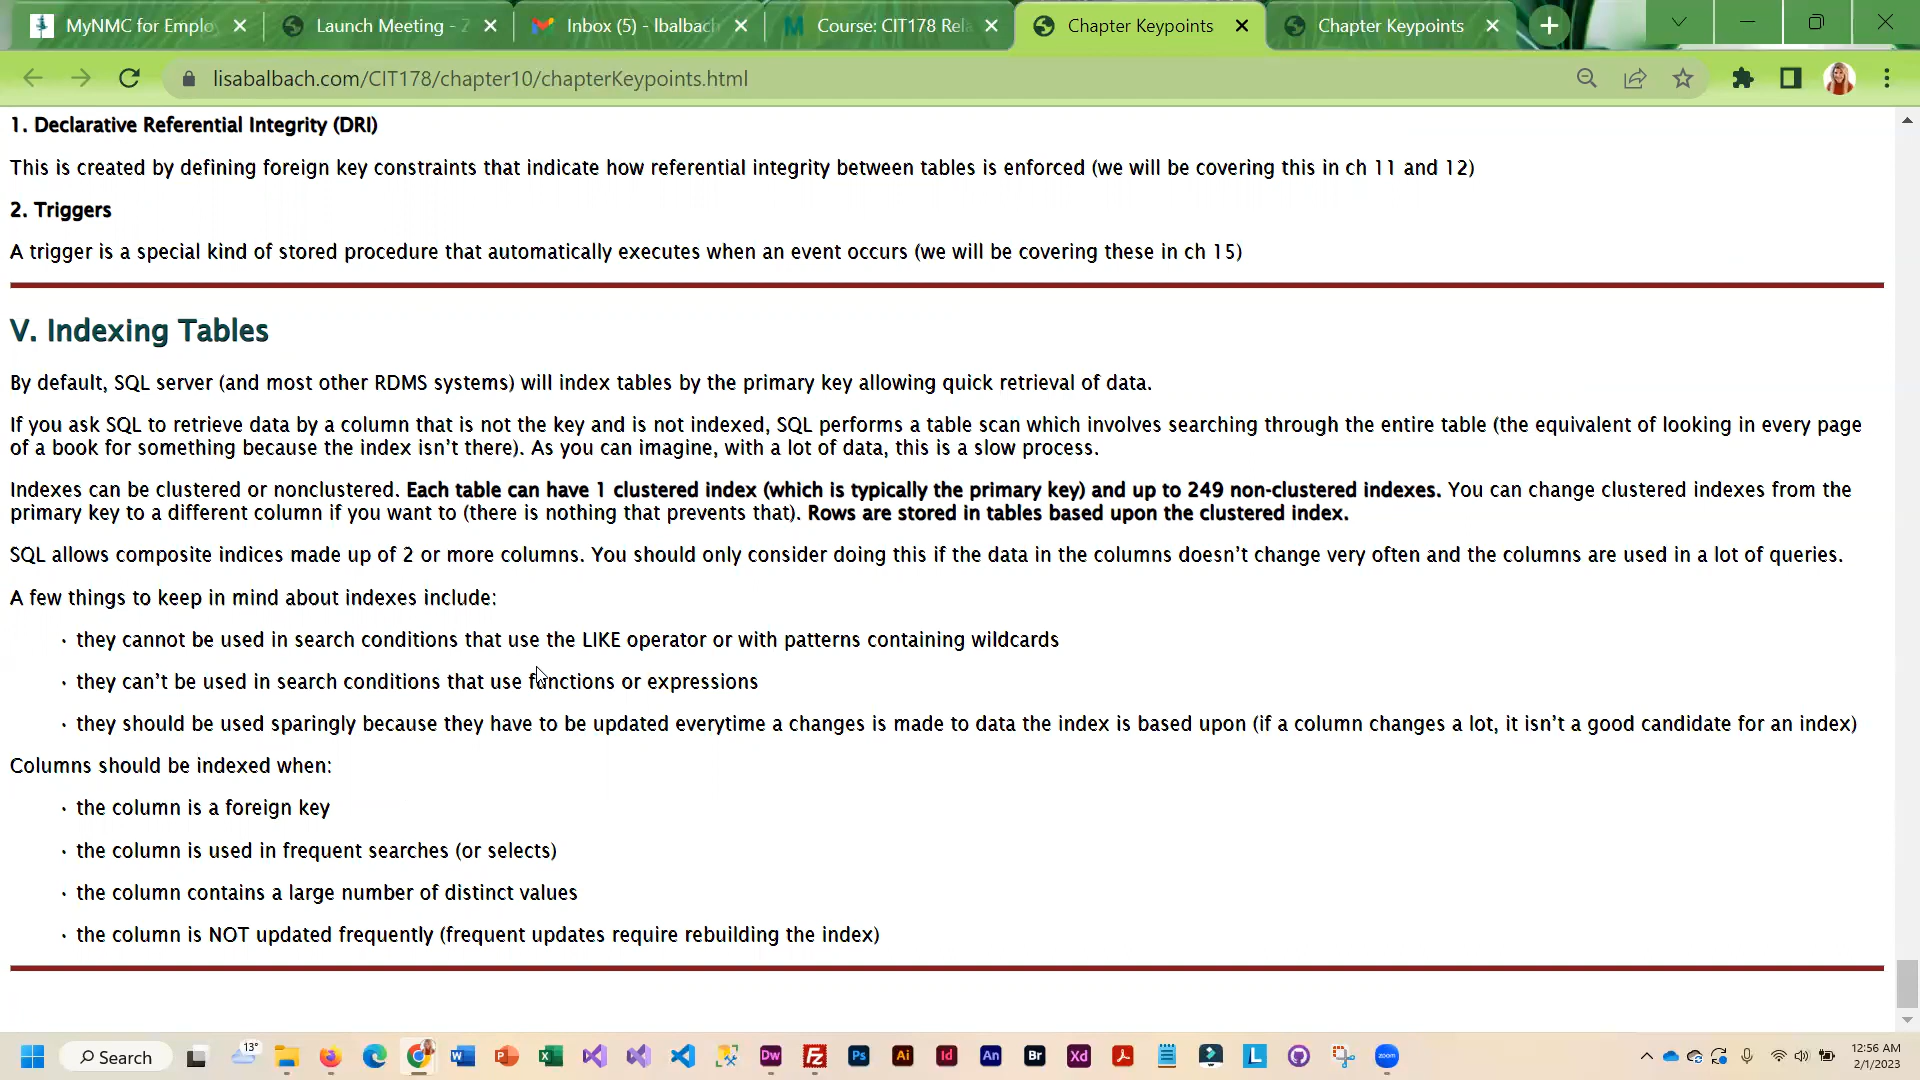 MyNMC for Emplo
Launch Meeting - Z
Inbox (5) - lbalbach
Course: CIT178 Rela
Chapter Keypoints
Chapter Keypoints
lisabalbach.com/CIT178/chapter10/chapterKeypoints.html
1. Declarative Referential Integrity (DRI)
This is created by defining foreign key constraints that indicate how referential integrity between tables is enforced (we will be covering this in ch 11 and 12)
2. Triggers
A trigger is a special kind of stored procedure that automatically executes when an event occurs (we will be covering these in ch 15)
V. Indexing Tables
By default, SQL server (and most other RDMS systems) will index tables by the primary key allowing quick retrieval of data.
If you ask SQL to retrieve data by a column that is not the key and is not indexed, SQL performs a table scan which involves searching through the entire table (the equivalent of looking in every page
of a book for something because the index isn't there). As you can imagine, with a lot of data, this is a slow process.
Indexes can be clustered or nonclustered. Each table can have 1 clustered index (which is typically the primary key) and up to 249 non-clustered indexes. You can change clustered indexes from the
primary key to a different column if you want to (there is nothing that prevents that). Rows are stored in tables based upon the clustered index.
SQL allows composite indices made up of 2 or more columns. You should only consider doing this if the data in the columns doesn't change very often and the columns are used in a lot of queries.
A few things to keep in mind about indexes include:
· they cannot be used in search conditions that use the LIKE operator or with patterns containing wildcards
· they can't be used in search conditions that use functions or expressions
· they should be used sparingly because they have to be updated everytime a changes is made to data the index is based upon (if a column changes a lot, it isn't a good candidate for an index)
Columns should be indexed when:
· the column is a foreign key
· the column is used in frequent searches (or selects)
· the column contains a large number of distinct values
· the column is NOT updated frequently (frequent updates require rebuilding the index)
Search
13°
W
P
X
Dw
Fz
Ps
Ai
Id
An
Br
Xd
L
zoom
12:56 AM
2/1/2023